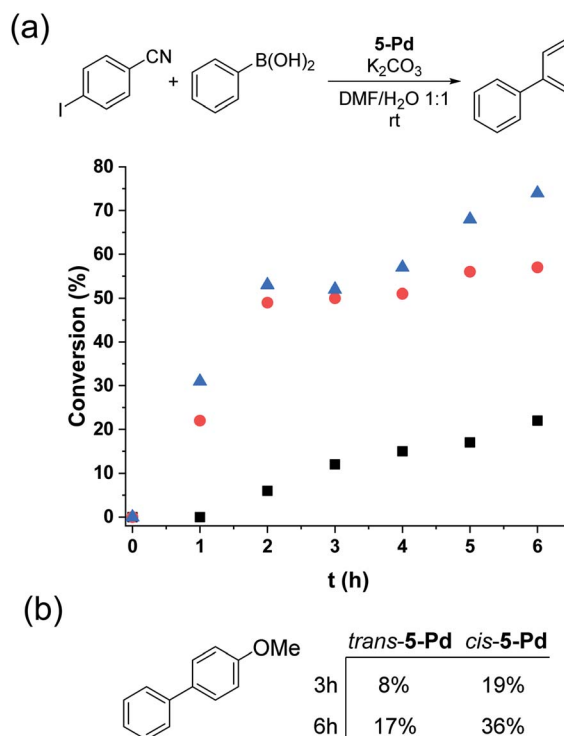 (a)
I
CN
+
B(OH)2
5-Pd
K2CO3
DMF/H2O 1:1
rt
80
70
60
50
40
30
20
10
0
Conversion (%)
0 1 2 3 4 5 6
t (h)
(b)
OMe
trans-5-Pd cis-5-Pd
3h 8% 19%
6h 17% 36%